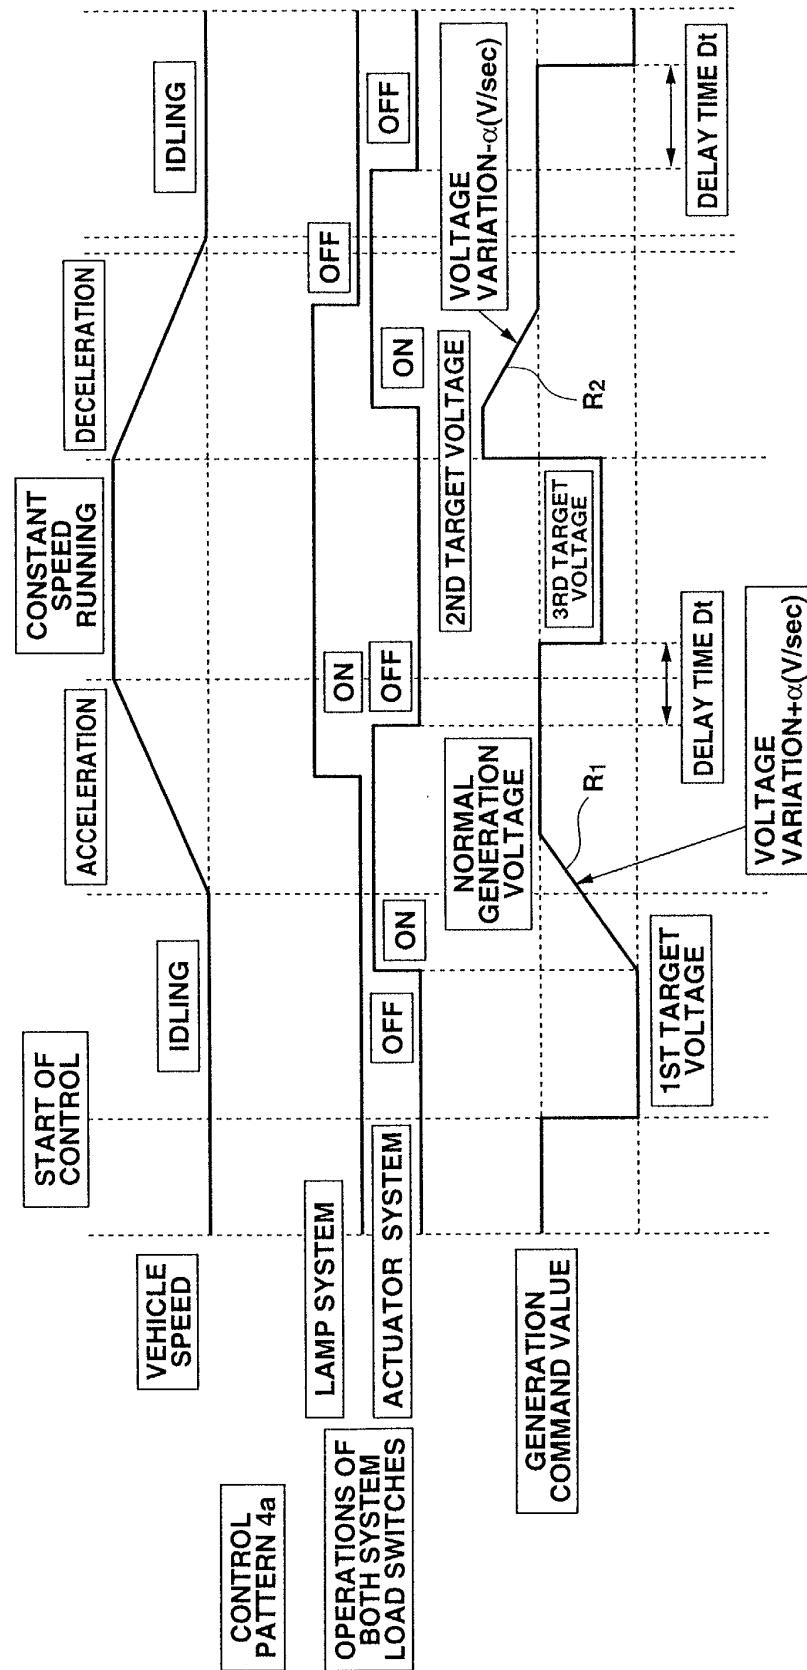 CONTROL
PATTERN 4a
START OF
CONTROL
VEHICLE
SPEED
IDLING
ACCELERATION
CONSTANT
SPEED
RUNNING
DECELERATION
IDLING
OPERATIONS OF
BOTH SYSTEM
LOAD SWITCHES
LAMP SYSTEM
ON
OFF
ACTUATOR SYSTEM
OFF
ON
OFF
ON
OFF
GENERATION
COMMAND VALUE
1ST TARGET
VOLTAGE
NORMAL
GENERATION
VOLTAGE
R1
VOLTAGE
VARIATION+α(V/sec)
DELAY TIME Dt
3RD TARGET
VOLTAGE
2ND TARGET VOLTAGE
R2
VOLTAGE
VARIATION-α(V/sec)
DELAY TIME Dt